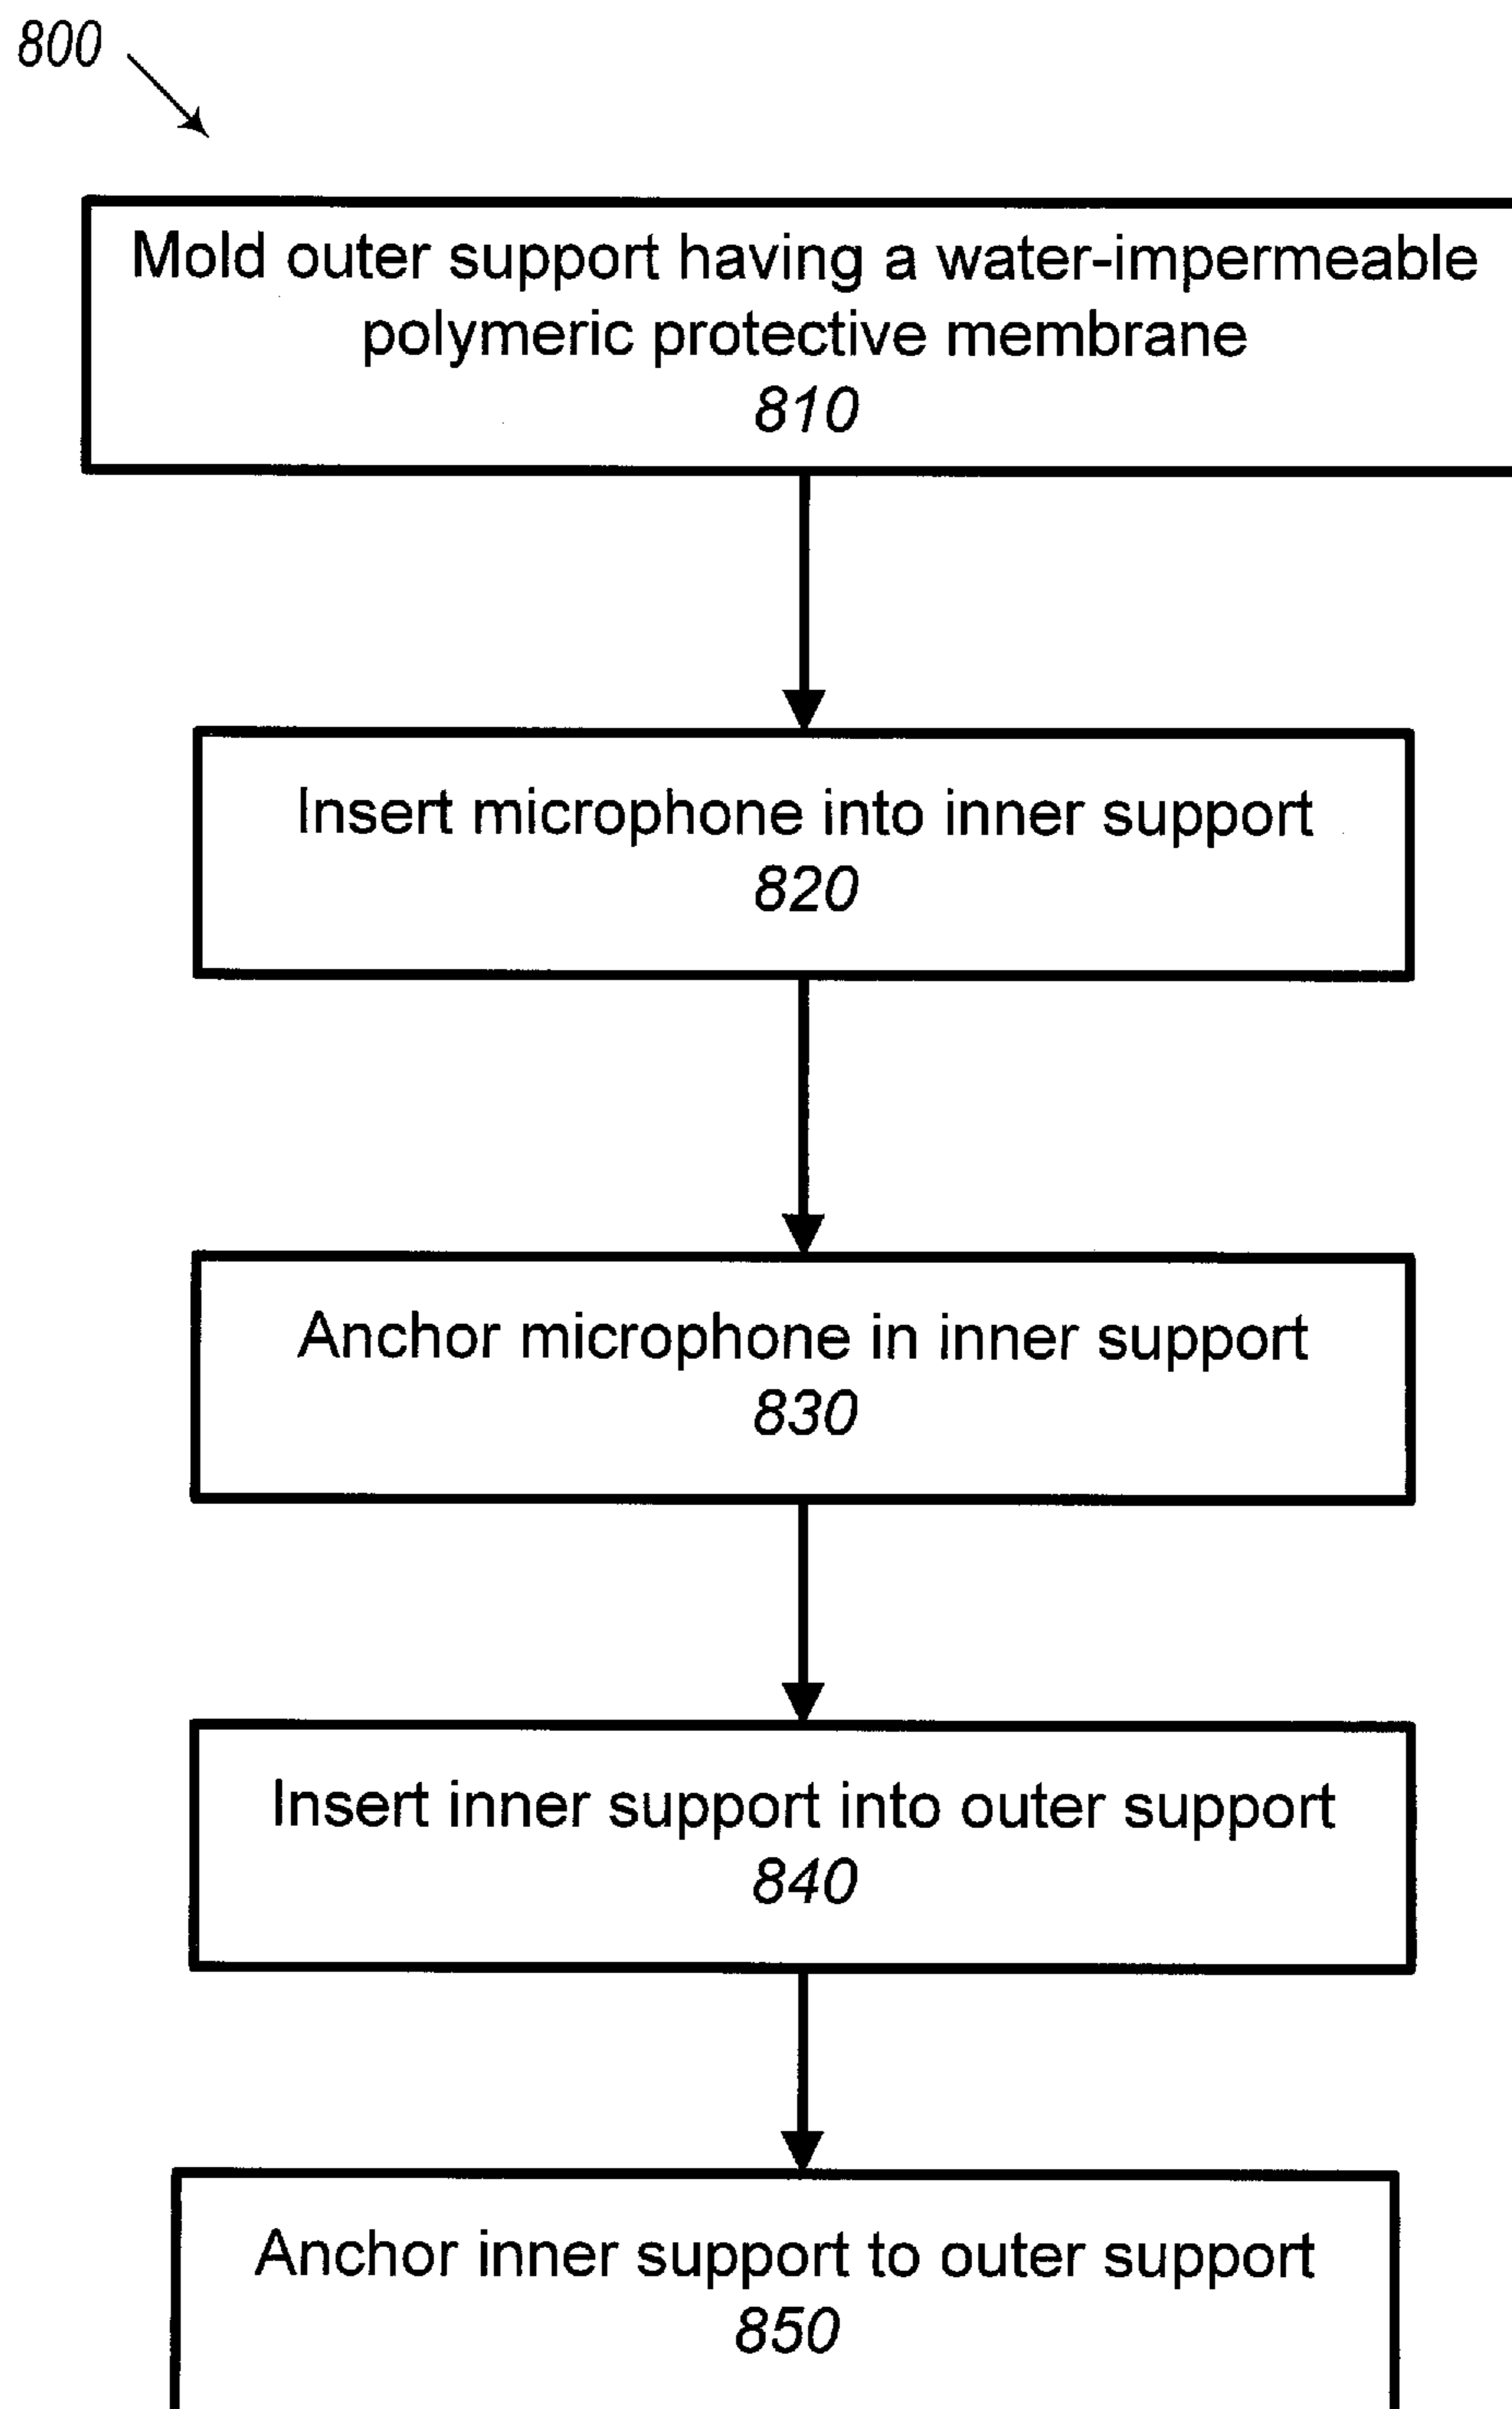 800
Mold outer support having a water-impermeable
polymeric protective membrane
810
Insert microphone into inner support
820
Anchor microphone in inner support
830
Insert inner support into outer support
840
Anchor inner support to outer support
850